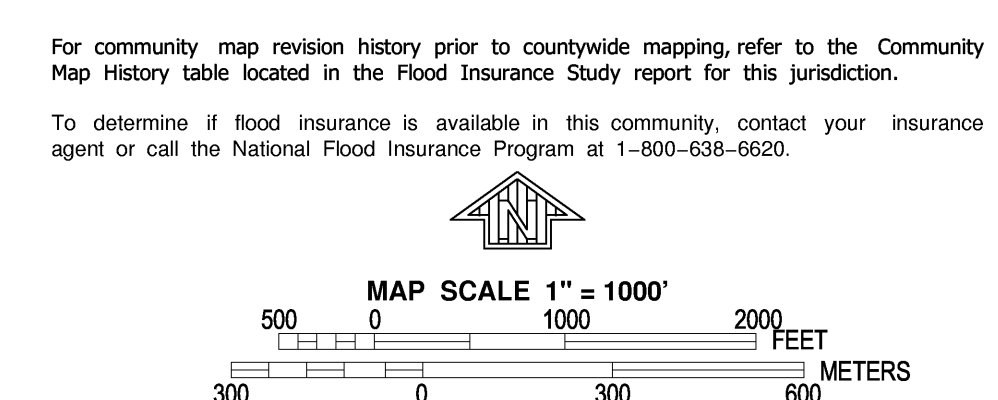 For community map revision history prior to countywide mapping, refer to the Community
Map History table located in the Flood Insurance Study report for this jurisdiction.
To determine if flood insurance is available in this community, contact your insurance
agent or call the National Flood Insurance Program at 1–800–638–6620.
N
MAP SCALE 1" = 1000'
500 0 1000 2000
FEET
METERS
300 0 300 600